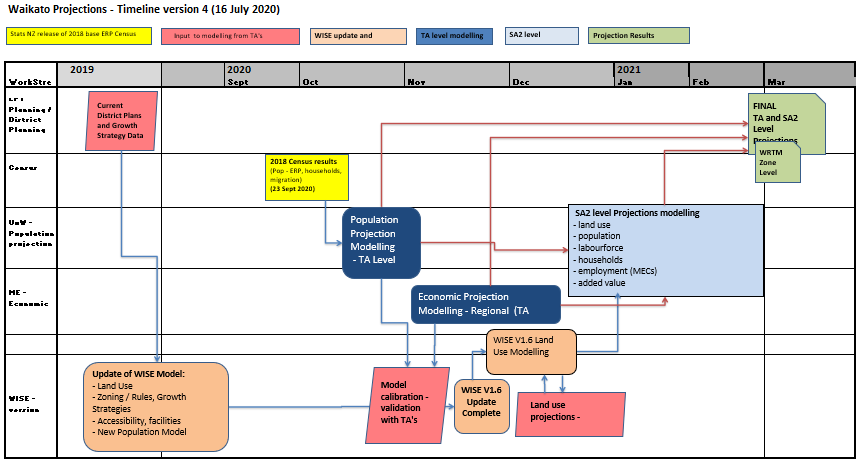 Waikato Projections - Timeline version 4 (16 July 2020)
Stats NZ release of 2018 base ERP Census
Input to modelling from TA's
WISE update and
TA level modelling
SA2 level
Projection Results
2019
2020
2021
WorkStre
Sept
Oct
Nov
Dec
Jan
Feb
Mar
Planning /
District
Planning
Current
District Plans
and Growth
Strategy Data
FINAL
TA and SA2
Level
Projections
WRTM
Zone
Level
Census
2018 Census results
(Pop - ERP, households,
migration)
(23 Sept 2020)
UoW -
Population
projection
Population
Projection
Modelling
- TA Level
SA2 level Projections modelling
- land use
- population
- labourforce
- households
- employment (MECs)
- added value
ME -
Economic
Economic Projection
Modelling - Regional (TA
WISE V1.6 Land
Use Modelling
WISE -
version
Update of WISE Model:
- Land Use
- Zoning / Rules, Growth
Strategies
- Accessibility, facilities
- New Population Model
Model
calibration -
validation
with TA's
WISE V1.6
Update
Complete
Land use
projections -